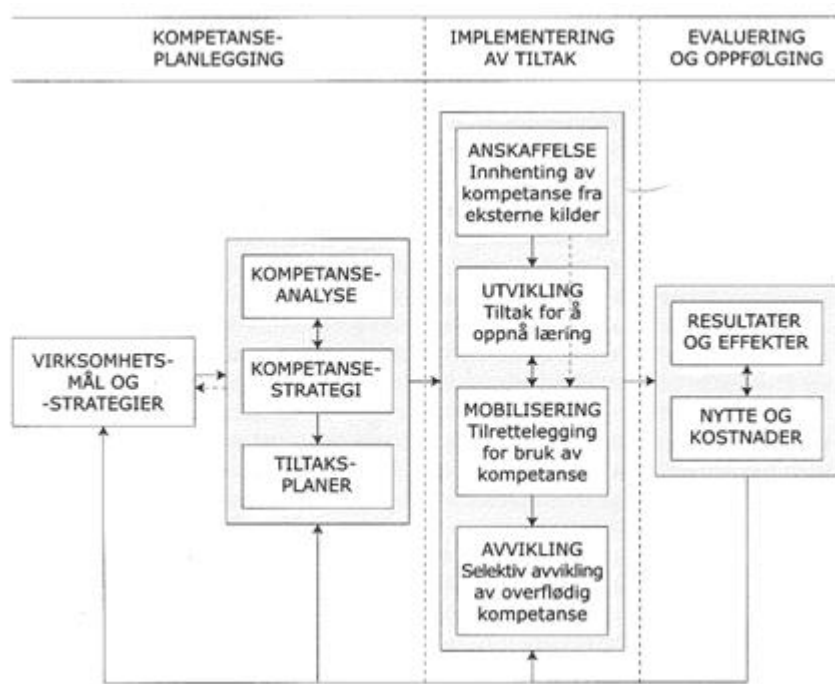 KOMPETANSE-
PLANLEGGING
IMPLEMENTERING
AV TILTAK
EVALUERING
OG OPPFØLGING
VIRKSOMHETS-
MÅL OG
-STRATEGIER
KOMPETANSE-
ANALYSE
KOMPETANSE-
STRATEGI
TILTAKS-
PLANER
ANSKAFFELSE
Innhenting av
kompetanse fra
eksterne kilder
UTVIKLING
Tiltak for å
oppnå læring
MOBILISERING
Tilrettelegging
for bruk av
kompetanse
AVVIKLING
Selektiv avvikling
av overflødig
kompetanse
RESULTATER
OG EFFEKTER
NYTTE OG
KOSTNADER